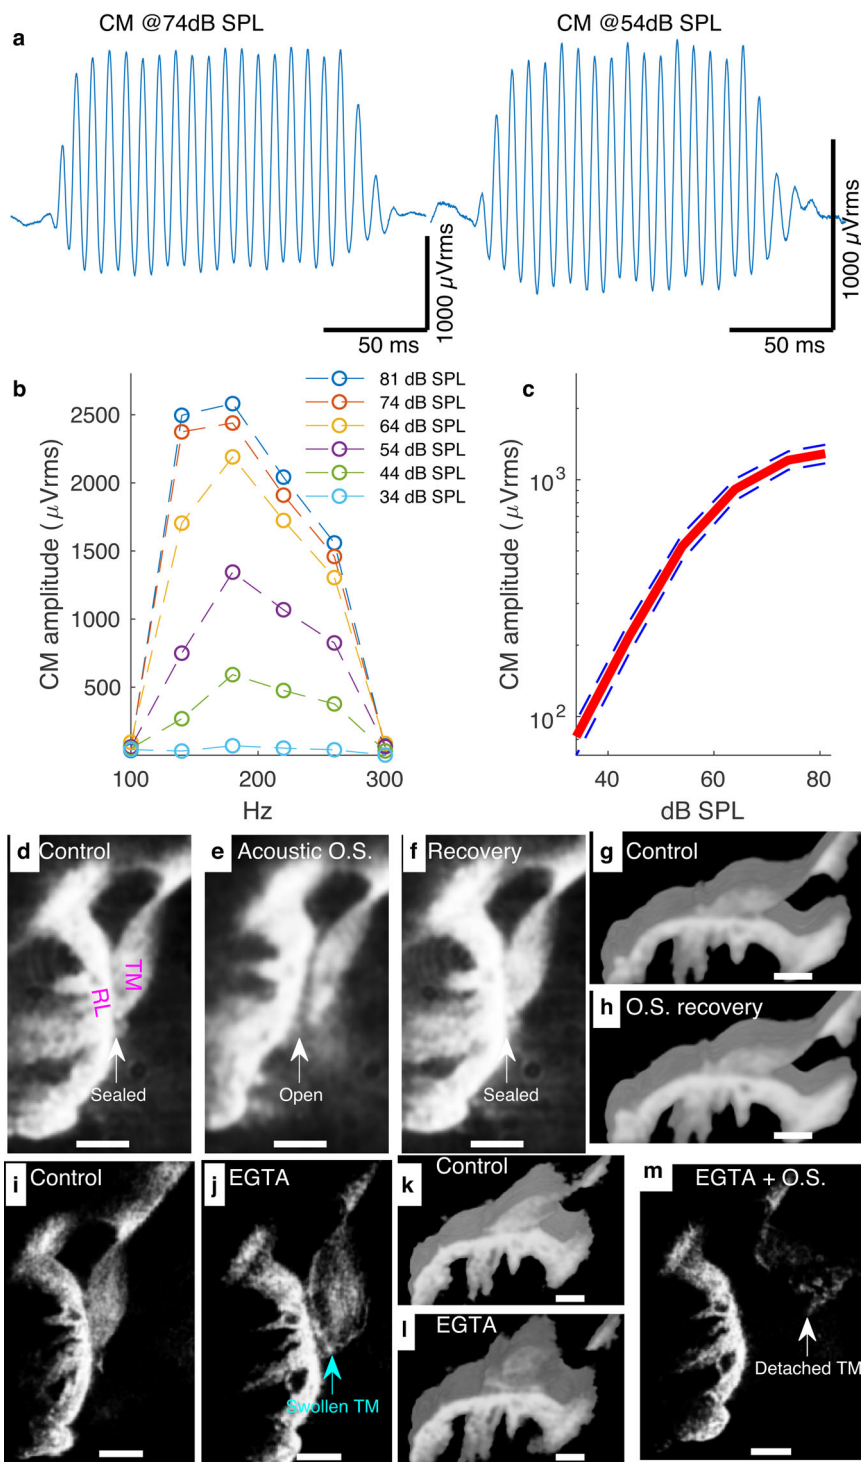 a
CM @74dB SPL
CM @54dB SPL
1000 µVrms
50 ms
1000 µVrms
50 ms
b
CM amplitude ( µVrms)
2500
2000
1500
1000
500
100
200
300
Hz
81 dB SPL
74 dB SPL
64 dB SPL
54 dB SPL
44 dB SPL
34 dB SPL
c
CM amplitude ( µVrms)
10³
10²
40
60
80
dB SPL
d Control
TM
RL
Sealed
e Acoustic O.S.
Open
f Recovery
Sealed
g Control
h O.S. recovery
i Control
j EGTA
Swollen TM
k Control
l EGTA
m EGTA + O.S.
Detached TM